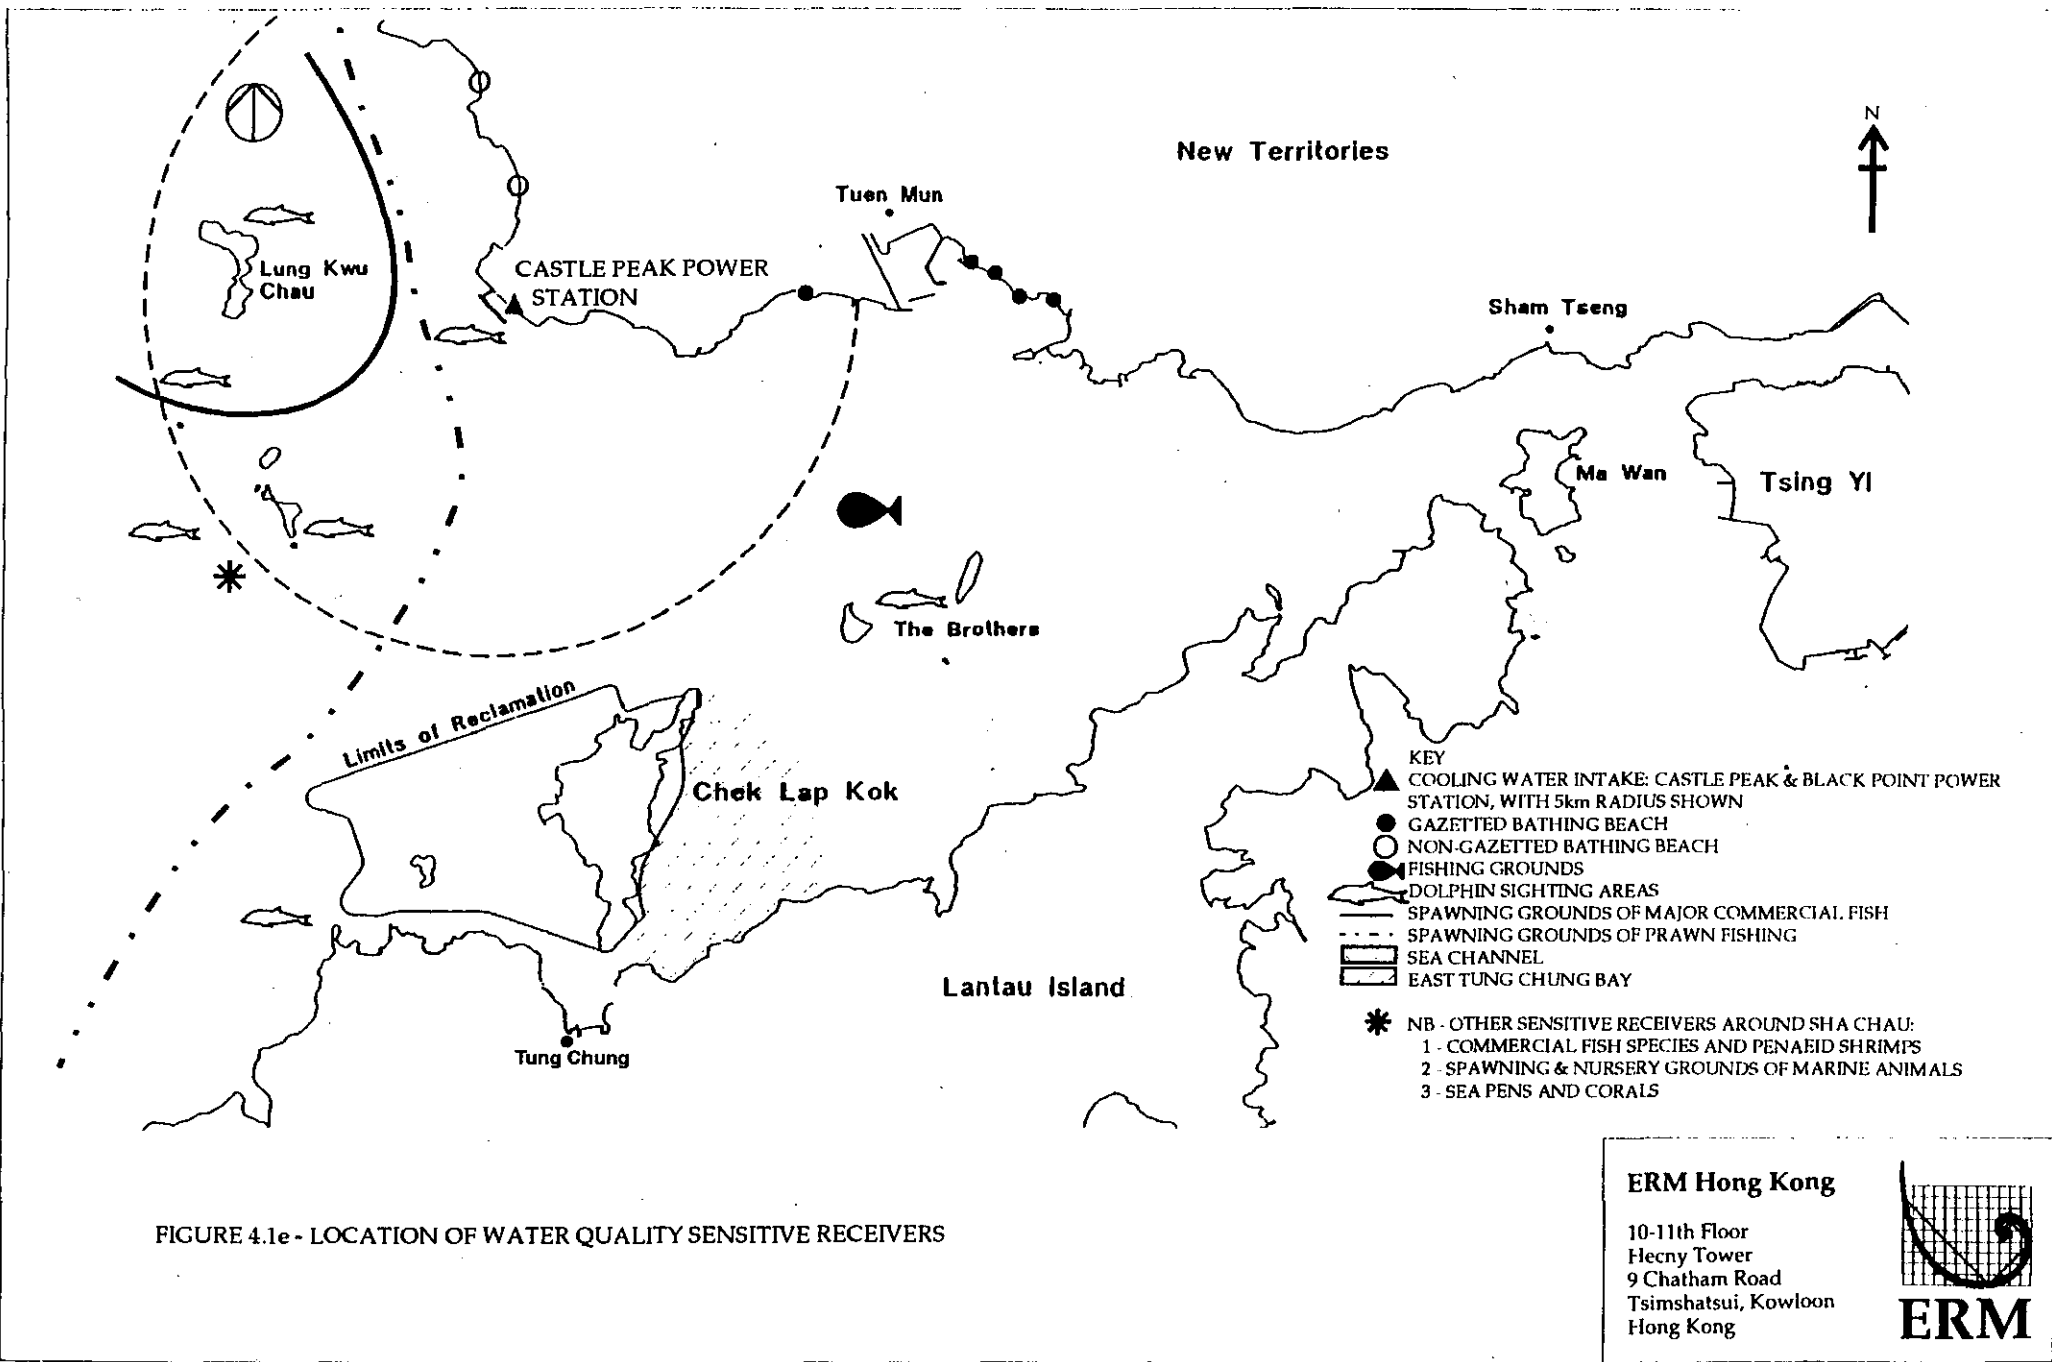 New Territories
N
Tuen Mun
Lung Kwu
Chau
CASTLE PEAK POWER
STATION
Sham Tseng
Ma Wan
Tsing YI
The Brothers
Limits of Reclamation
Chek Lap Kok
Lantau Island
Tung Chung
KEY
COOLING WATER INTAKE: CASTLE PEAK & BLACK POINT POWER
STATION, WITH 5km RADIUS SHOWN
GAZETTED BATHING BEACH
NON-GAZETTED BATHING BEACH
FISHING GROUNDS
DOLPHIN SIGHTING AREAS
SPAWNING GROUNDS OF MAJOR COMMERCIAL FISH
SPAWNING GROUNDS OF PRAWN FISHING
SEA CHANNEL
EAST TUNG CHUNG BAY
NB - OTHER SENSITIVE RECEIVERS AROUND SHA CHAU:
1 - COMMERCIAL FISH SPECIES AND PENAEID SHRIMPS
2 - SPAWNING & NURSERY GROUNDS OF MARINE ANIMALS
3 - SEA PENS AND CORALS
FIGURE 4.1e - LOCATION OF WATER QUALITY SENSITIVE RECEIVERS
ERM Hong Kong
10-11th Floor
Hecny Tower
9 Chatham Road
Tsimshatsui, Kowloon
Hong Kong
ERM